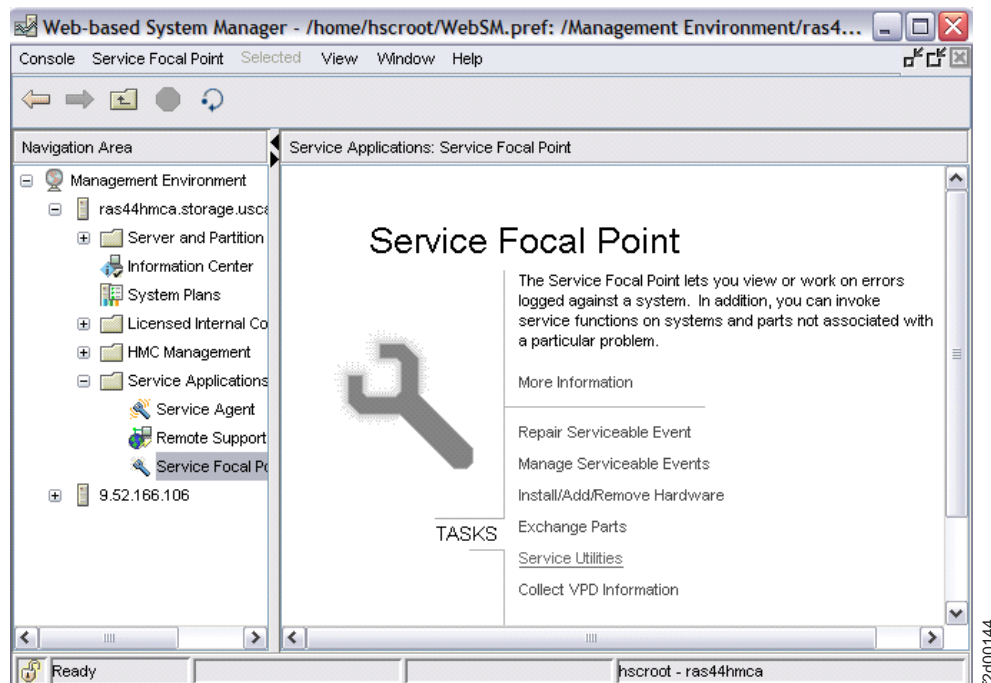 Web-based System Manager - /home/hscroot/WebSM.pref: /Management Environment/ras4...
Console Service Focal Point Selected View Window Help
Navigation Area
Service Applications: Service Focal Point
Management Environment
ras44hmca.storage.usca
Server and Partition
Information Center
System Plans
Licensed Internal Co
HMC Management
Service Applications
Service Agent
Remote Support
Service Focal Po
9.52.166.106
Service Focal Point
The Service Focal Point lets you view or work on errors
logged against a system. In addition, you can invoke
service functions on systems and parts not associated with
a particular problem.
More Information
TASKS
Repair Serviceable Event
Manage Serviceable Events
Install/Add/Remove Hardware
Exchange Parts
Service Utilities
Collect VPD Information
Ready
hscroot - ras44hmca
f2d00144